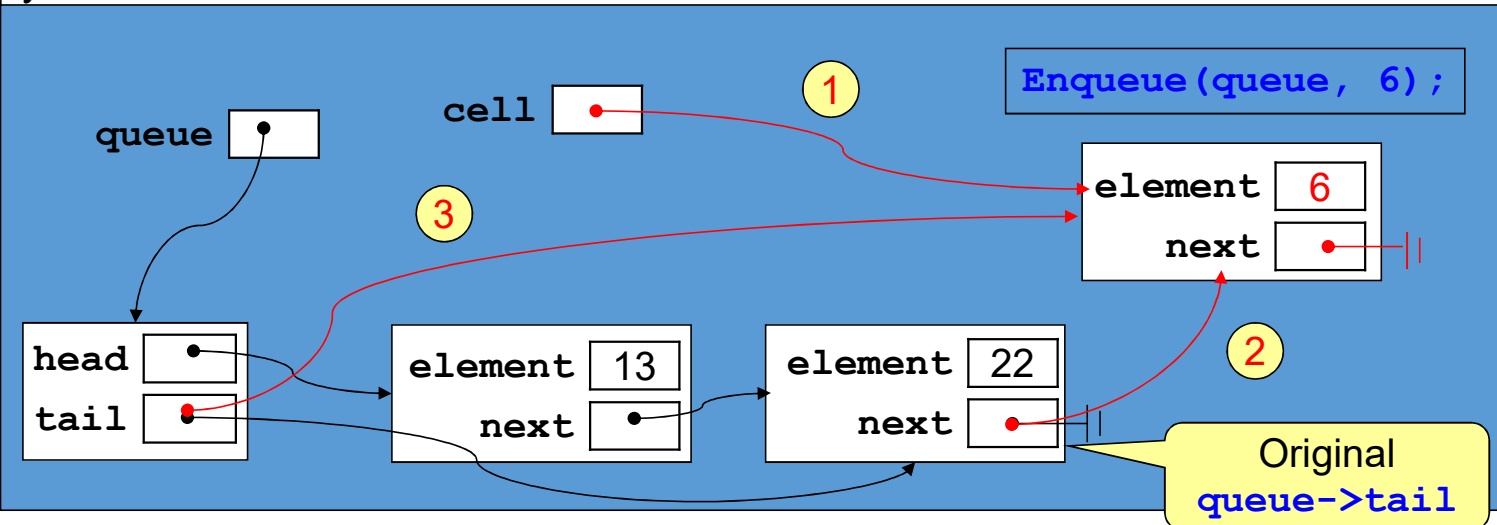 }
Enqueue(queue, 6);
1
cell
queue
element 6
next
3
head
tail
element 13
next
element 22
next
2
Original
queue->tail